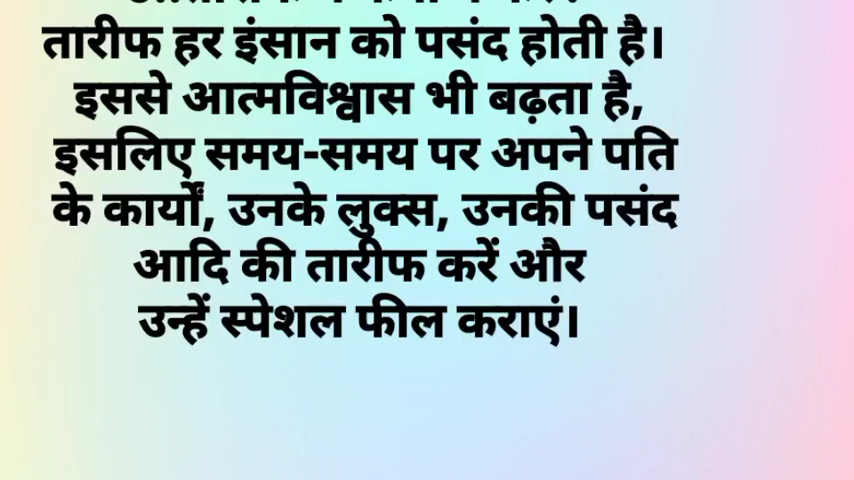 तारीफ हर इंसान को पसंद होती है।
इससे आत्मविश्वास भी बढ़ता है,
इसलिए समय-समय पर अपने पति
के कार्यों, उनके लुक्स, उनकी पसंद
आदि की तारीफ करें और
उन्हें स्पेशल फील कराएं।